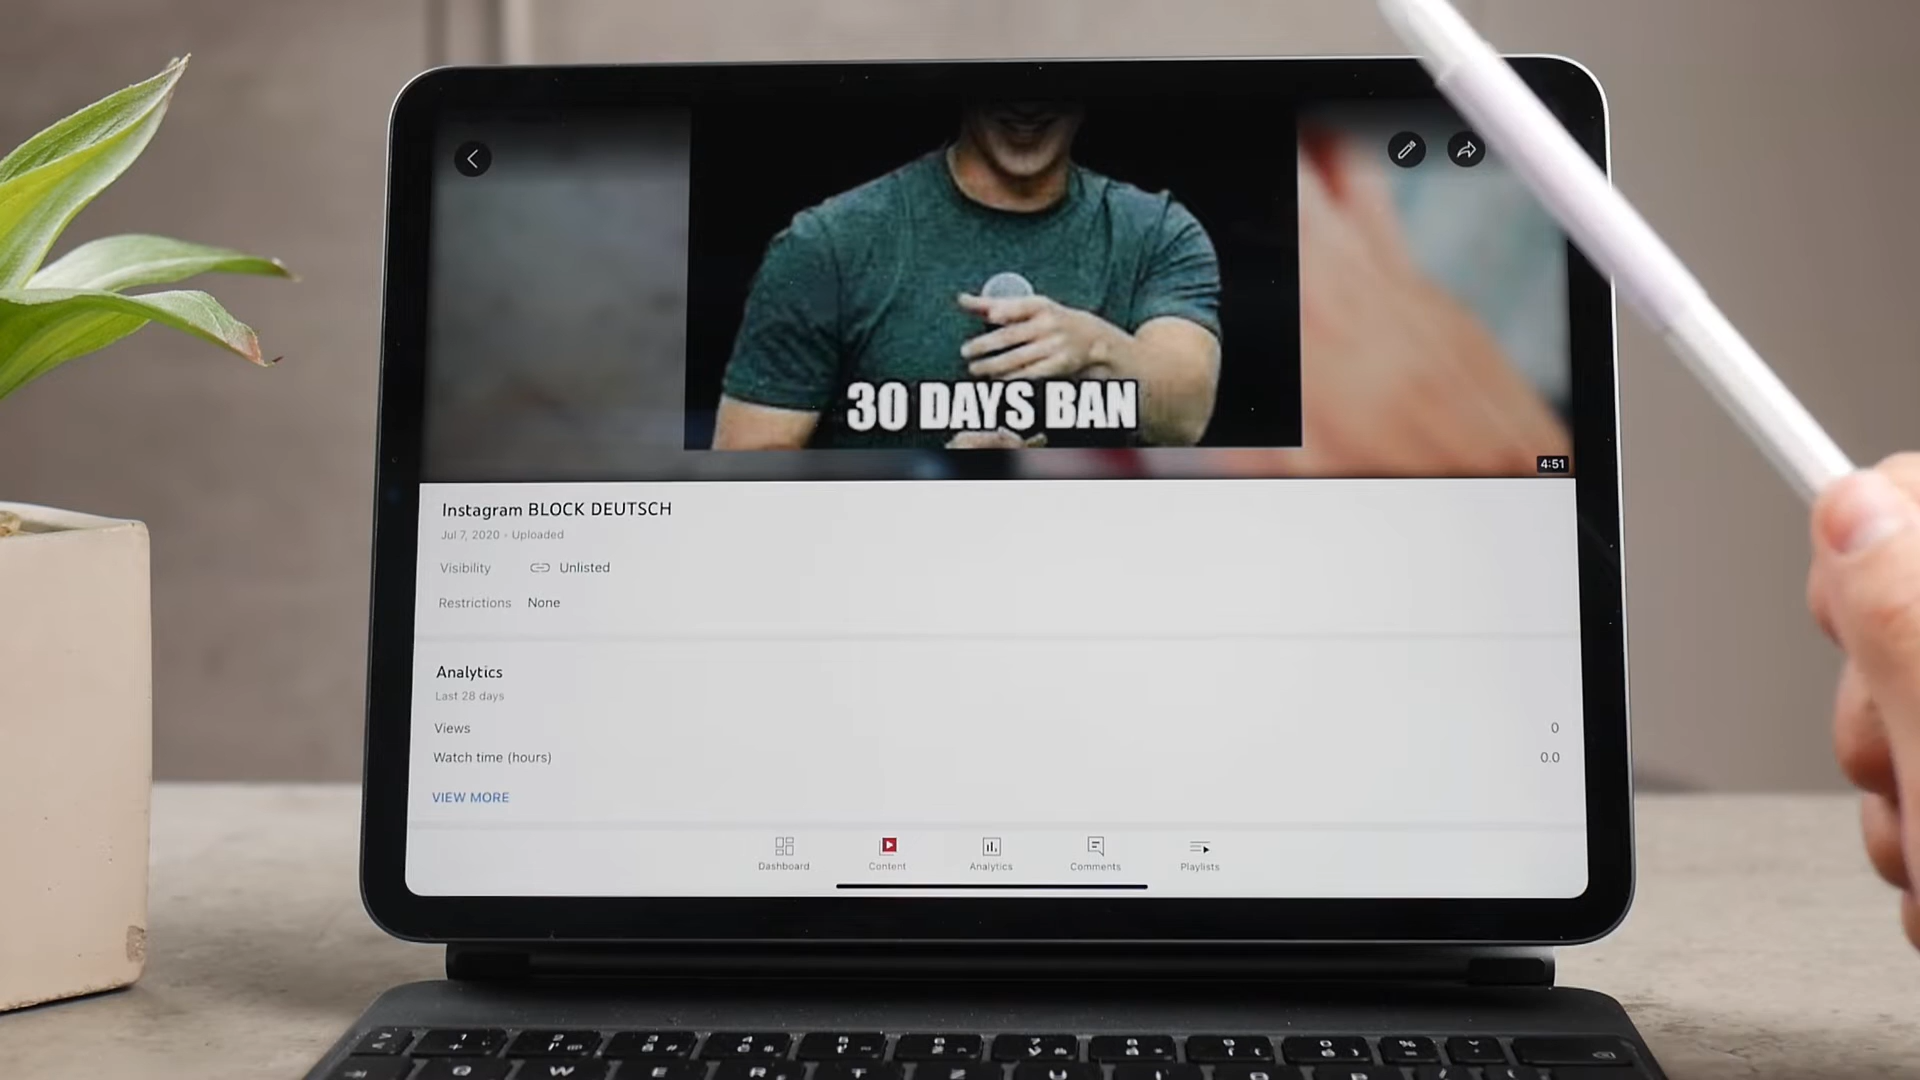 30 DAYS BAN
4:51
Instagram BLOCK DEUTSCH
Jul 7, 2020 - Uploaded
Visibility Unlisted
Restrictions None
Analytics
Last 28 days
Views 0
Watch time (hours) 0.0
VIEW MORE
Dashboard Content Analytics Comments Playlists
Q W E R T Z U I O P